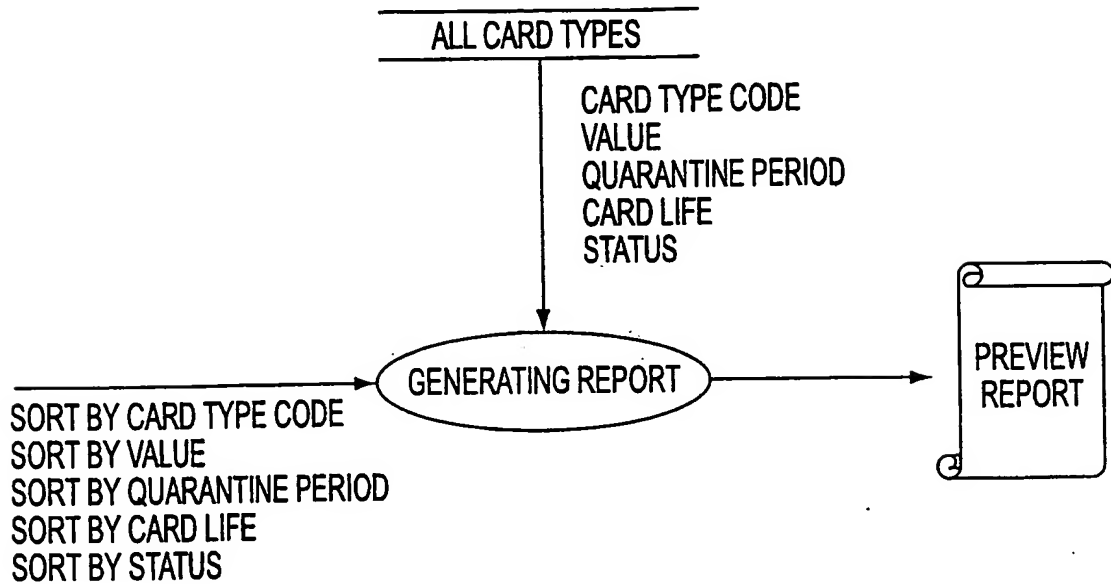 ALL CARD TYPES
CARD TYPE CODE
VALUE
QUARANTINE PERIOD
CARD LIFE
STATUS
GENERATING REPORT
PREVIEW
REPORT
SORT BY CARD TYPE CODE
SORT BY VALUE
SORT BY QUARANTINE PERIOD
SORT BY CARD LIFE
SORT BY STATUS